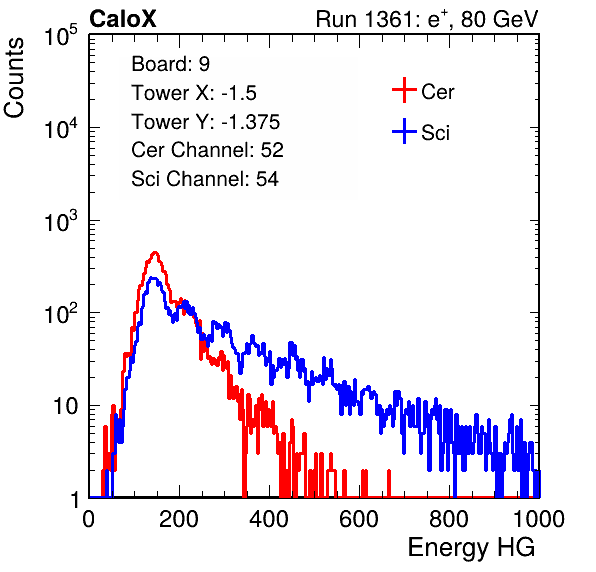 CaloX Run 1361: e⁺, 80 GeV
Counts
10⁵
10⁴
10³
10²
10
1
Board: 9
Tower X: -1.5
Tower Y: -1.375
Cer Channel: 52
Sci Channel: 54
Cer
Sci
0 200 400 600 800 1000
Energy HG